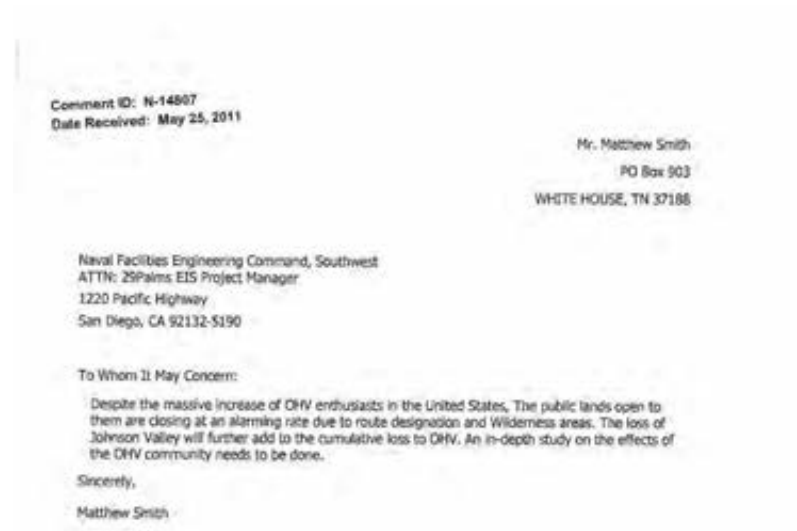 Comment ID: N-14807
Date Received: May 25, 2011
Mr. Matthew Smith
PO Box 903
WHITE HOUSE, TN 37188
Naval Facilities Engineering Command, Southwest
ATTN: 29Palms EIS Project Manager
1220 Pacific Highway
San Diego, CA 92132-5190
To Whom It May Concern:
Despite the massive increase of OHV enthusiasts in the United States, The public lands open to
them are closing at an alarming rate due to route designation and Wilderness areas. The loss of
Johnson Valley will further add to the cumulative loss to OHV. An in-depth study on the effects of
the OHV community needs to be done.
Sincerely,
Matthew Smith